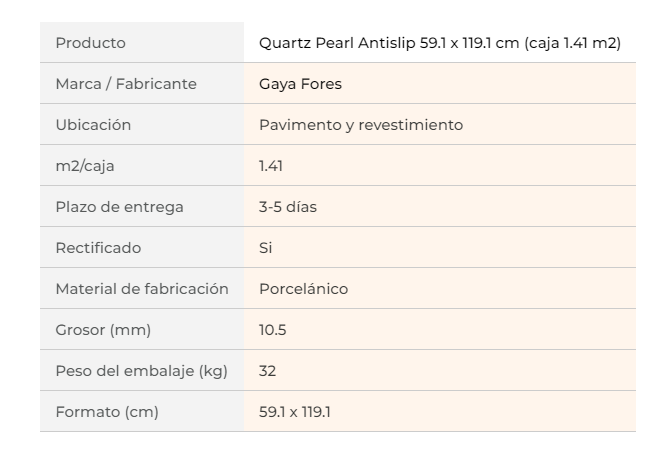 Producto Quartz Pearl Antislip 59.1 x 119.1 cm (caja 1.41 m2)
Marca / Fabricante Gaya Fores
Ubicación Pavimento y revestimiento
m2/caja 1.41
Plazo de entrega 3-5 días
Rectificado Si
Material de fabricación Porcelánico
Grosor (mm) 10.5
Peso del embalaje (kg) 32
Formato (cm) 59.1 x 119.1